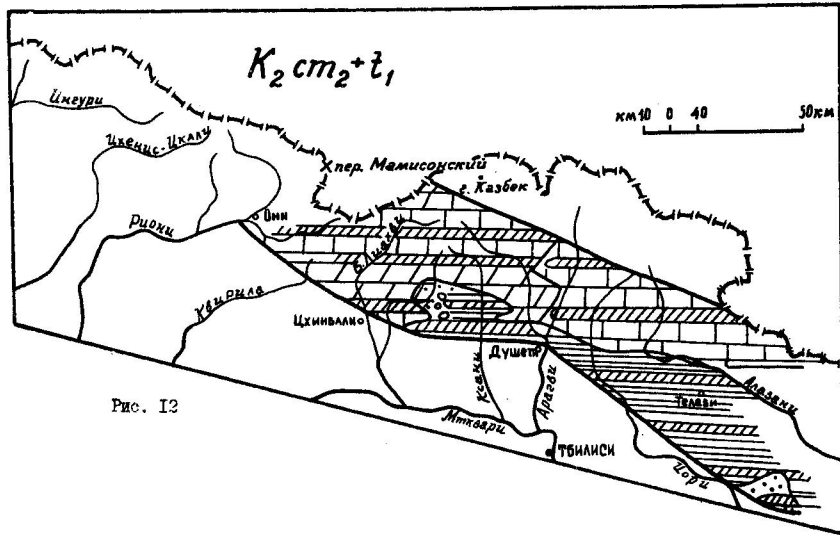 K₂ cm₂+t₁
Ингури
Цхенис-Цкали
пер. Мамисонский
г. Казбек
км10 0 40 50км
Они
Риони
Б. Лиахви
Квирила
Цхинвали
Душети
Ксани
Арагви
Алазани
Телави
Рис. 12
Мтквари
Тбилиси
Иори